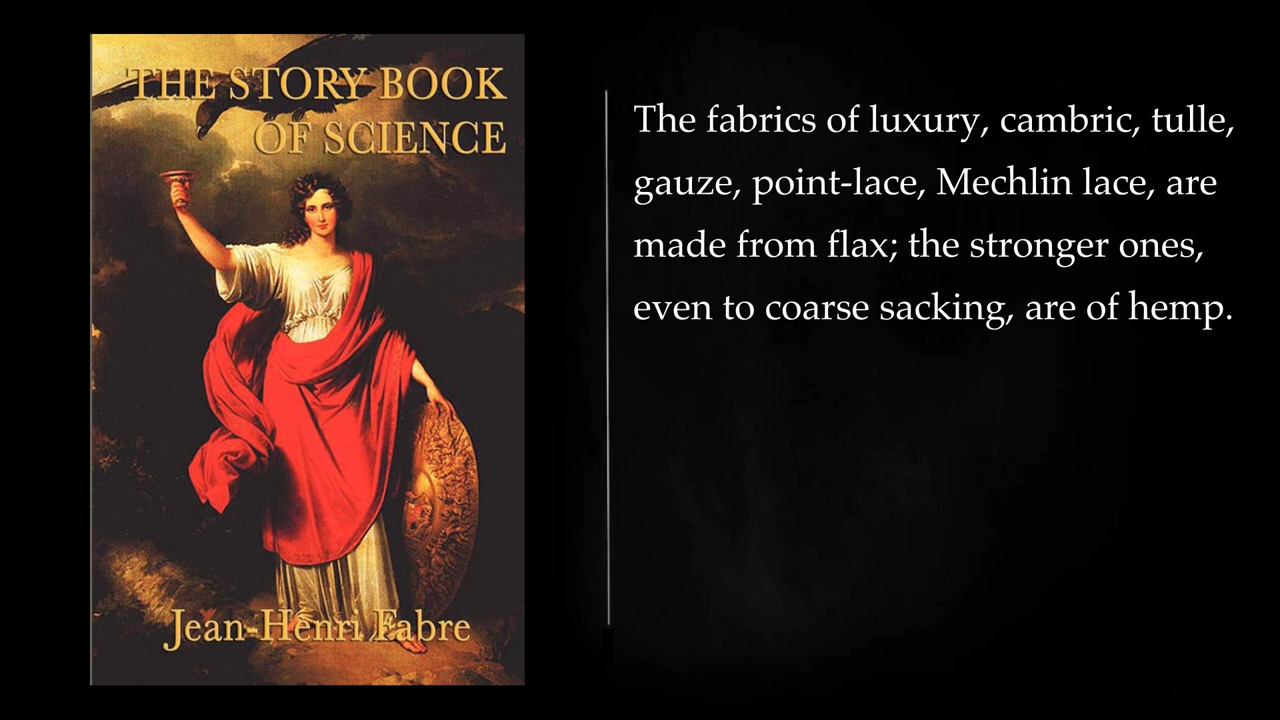 THE STORY BOOK
OF SCIENCE
Jean-Henri Fabre
The fabrics of luxury, cambric, tulle,
gauze, point-lace, Mechlin lace, are
made from flax; the stronger ones,
even to coarse sacking, are of hemp.